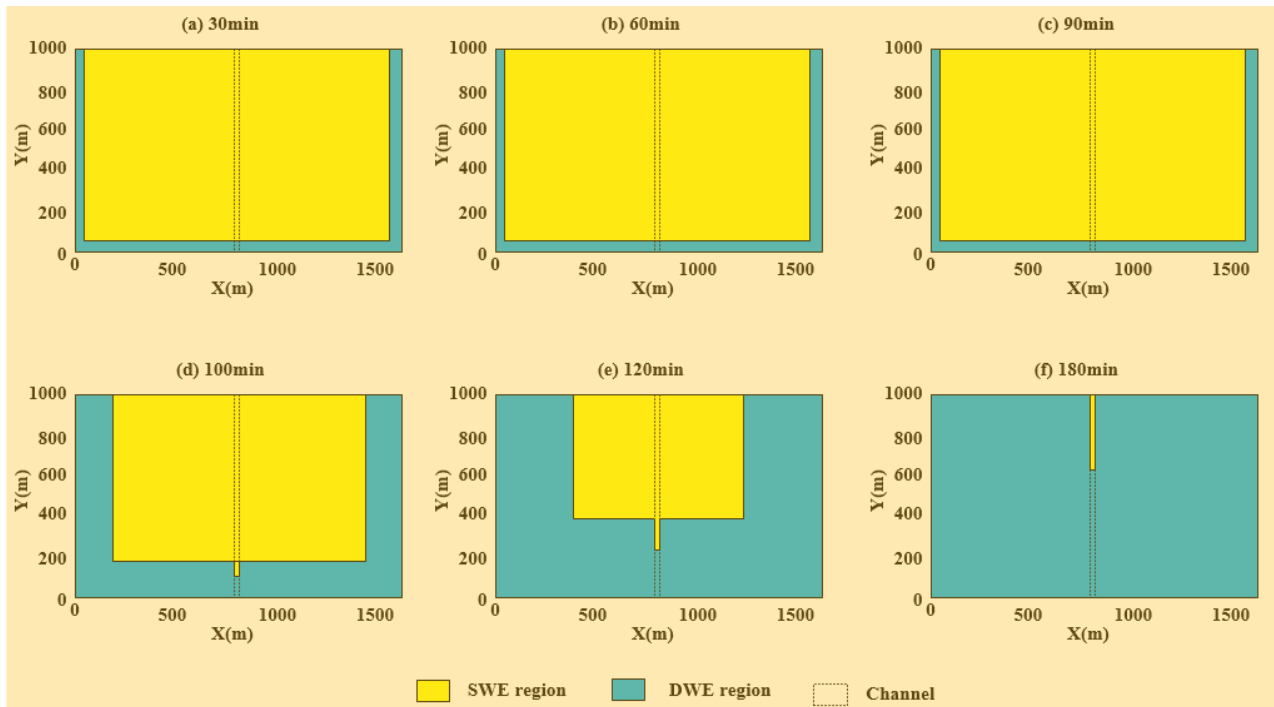 (a) 30min
(b) 60min
(c) 90min
1000
800
600
400
200
0
Y(m)
0 500 1000 1500
X(m)
1000
800
600
400
200
0
Y(m)
0 500 1000 1500
X(m)
1000
800
600
400
200
0
Y(m)
0 500 1000 1500
X(m)
(d) 100min
(e) 120min
(f) 180min
1000
800
600
400
200
0
Y(m)
0 500 1000 1500
X(m)
1000
800
600
400
200
0
Y(m)
0 500 1000 1500
X(m)
1000
800
600
400
200
0
Y(m)
0 500 1000 1500
X(m)
SWE region
DWE region
Channel